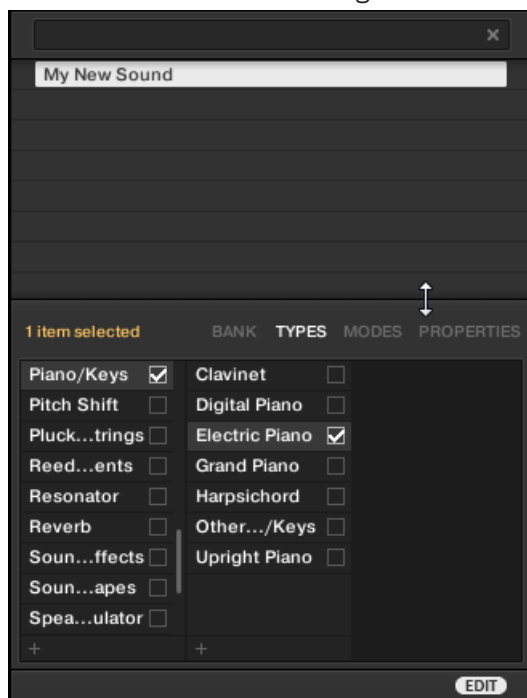 My New Sound
1 item selected BANK TYPES MODES PROPERTIES
Piano/Keys Clavinet
Pitch Shift Digital Piano
Pluck...trings Electric Piano
Reed...ents Grand Piano
Resonator Harpsichord
Reverb Other.../Keys
Soun...ffects Upright Piano
Soun...apes
Spea...ulator
+ +
EDIT